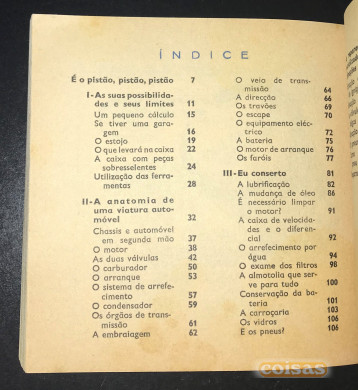 ÍNDICE
É o pistão, pistão, pistão 7
I - As suas possibilida-
des e seus limites 11
Um pequeno cálculo 15
Se tiver uma gara-
gem 16
O estojo 19
O que levará na caixa 22
A caixa com peças
sobresselentes 24
Utilização das ferra-
mentas 28
II - A anatomia de
uma viatura auto-
móvel 32
Chassis e automóvel
em segunda mão 37
O motor 38
As duas válvulas 42
O carburador 50
O arranque 53
O sistema de arrefe-
cimento 57
O condensador 59
Os órgãos de trans-
missão 61
A embraiagem 62
O veio de trans-
missão 64
A direcção 66
Os travões 69
O escape 70
O equipamento eléc-
trico 72
A bateria 75
O motor de arranque 76
Os faróis 77
III - Eu conserto 81
A lubrificação 82
A mudança de óleo 86
É necessário limpar
o motor? 91
A caixa de velocida-
des e o diferen-
cial 92
O arrefecimento por
água 94
O exame dos filtros 98
A almotolia que ser-
ve para tudo 100
Conservação da ba-
teria 101
A carroçaria 103
Os vidros 106
E os pneus? 106
coisas